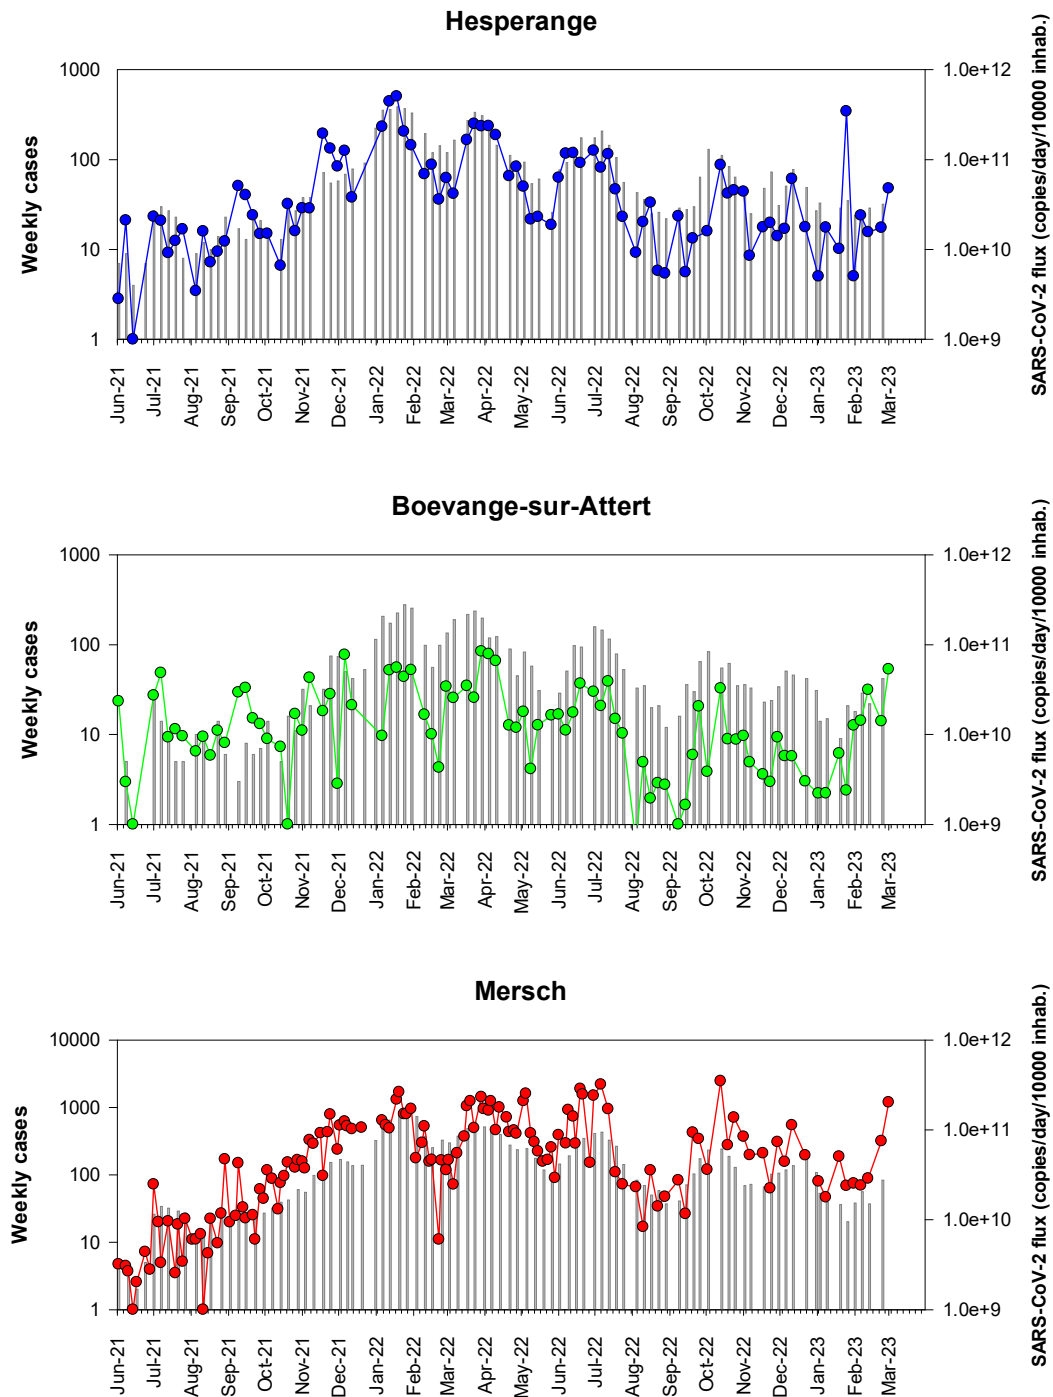 Hesperange
1000
100
10
1
Weekly cases
1.0e+12
1.0e+11
1.0e+10
1.0e+9
SARS-CoV-2 flux (copies/day/10000 inhab.)
Jun-21 Jul-21 Aug-21 Sep-21 Oct-21 Nov-21 Dec-21 Jan-22 Feb-22 Mar-22 Apr-22 May-22 Jun-22 Jul-22 Aug-22 Sep-22 Oct-22 Nov-22 Dec-22 Jan-23 Feb-23 Mar-23
Boevange-sur-Attert
1000
100
10
1
Weekly cases
1.0e+12
1.0e+11
1.0e+10
1.0e+9
SARS-CoV-2 flux (copies/day/10000 inhab.)
Jun-21 Jul-21 Aug-21 Sep-21 Oct-21 Nov-21 Dec-21 Jan-22 Feb-22 Mar-22 Apr-22 May-22 Jun-22 Jul-22 Aug-22 Sep-22 Oct-22 Nov-22 Dec-22 Jan-23 Feb-23 Mar-23
Mersch
10000
1000
100
10
1
Weekly cases
1.0e+12
1.0e+11
1.0e+10
1.0e+9
SARS-CoV-2 flux (copies/day/10000 inhab.)
Jun-21 Jul-21 Aug-21 Sep-21 Oct-21 Nov-21 Dec-21 Jan-22 Feb-22 Mar-22 Apr-22 May-22 Jun-22 Jul-22 Aug-22 Sep-22 Oct-22 Nov-22 Dec-22 Jan-23 Feb-23 Mar-23